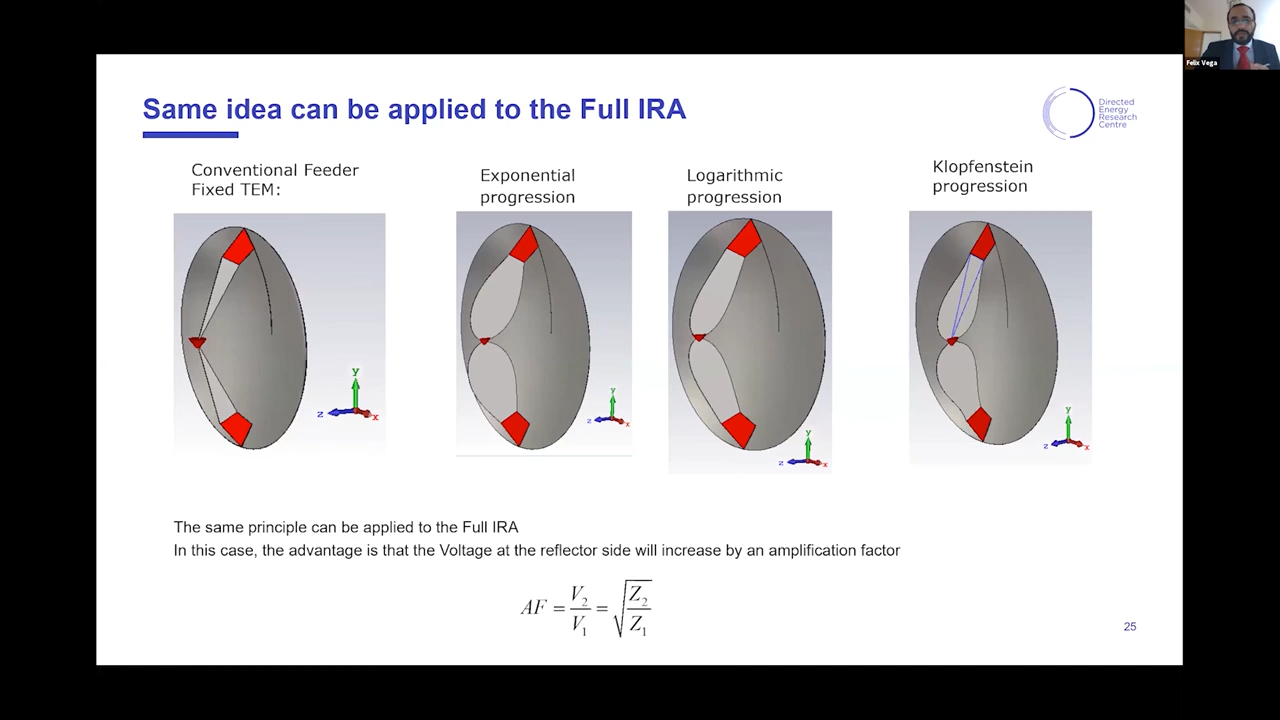 Same idea can be applied to the Full IRA
Directed
Energy
Research
Centre
Felix Vega
Conventional Feeder
Fixed TEM:
Exponential
progression
Logarithmic
progression
Klopfenstein
progression
y
z
x
y
z
x
y
z
x
y
z
x
The same principle can be applied to the Full IRA
In this case, the advantage is that the Voltage at the reflector side will increase by an amplification factor
AF = V₂/V₁ = √(Z₂/Z₁)
25